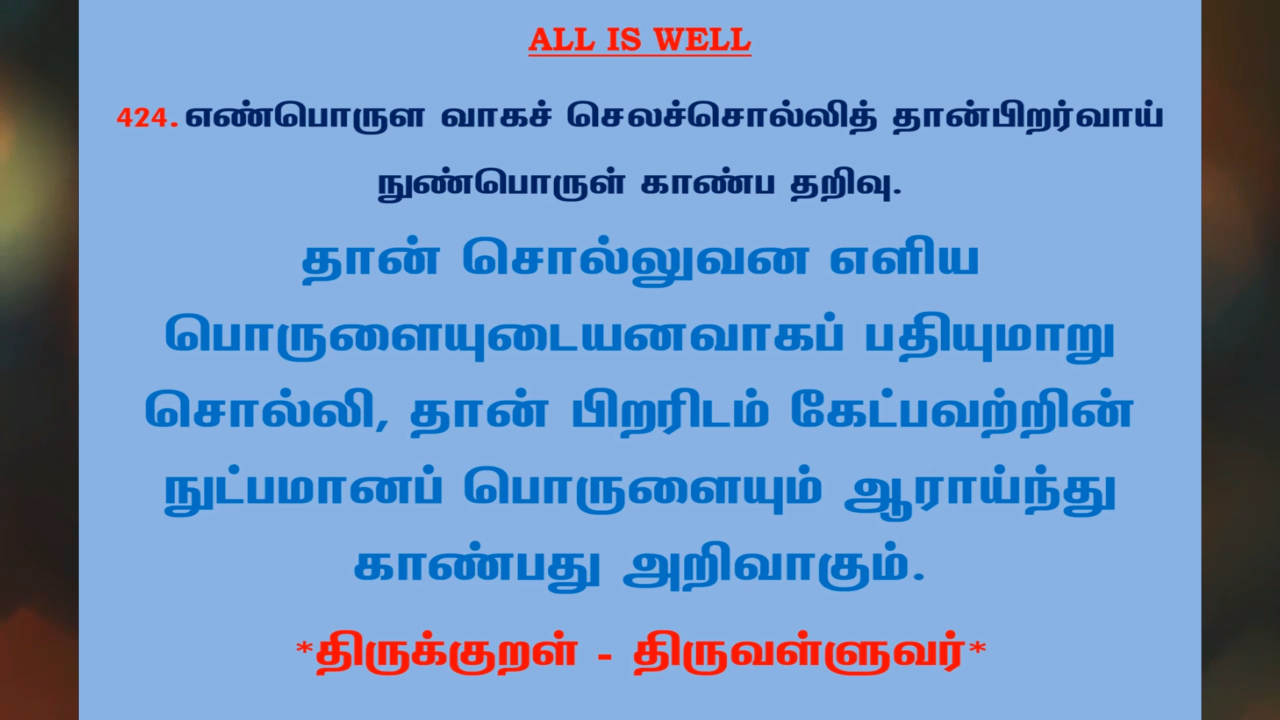 ALL IS WELL
424. எண்பொருள வாகச் செலச்சொல்லித் தான்பிறர்வாய்
நுண்பொருள் காண்ப தறிவு.
தான் சொல்லுவன எளிய
பொருளையுடையனவாகப் பதியுமாறு
சொல்லி, தான் பிறரிடம் கேட்பவற்றின்
நுட்பமானப் பொருளையும் ஆராய்ந்து
காண்பது அறிவாகும்.
*திருக்குறள் - திருவள்ளுவர்*